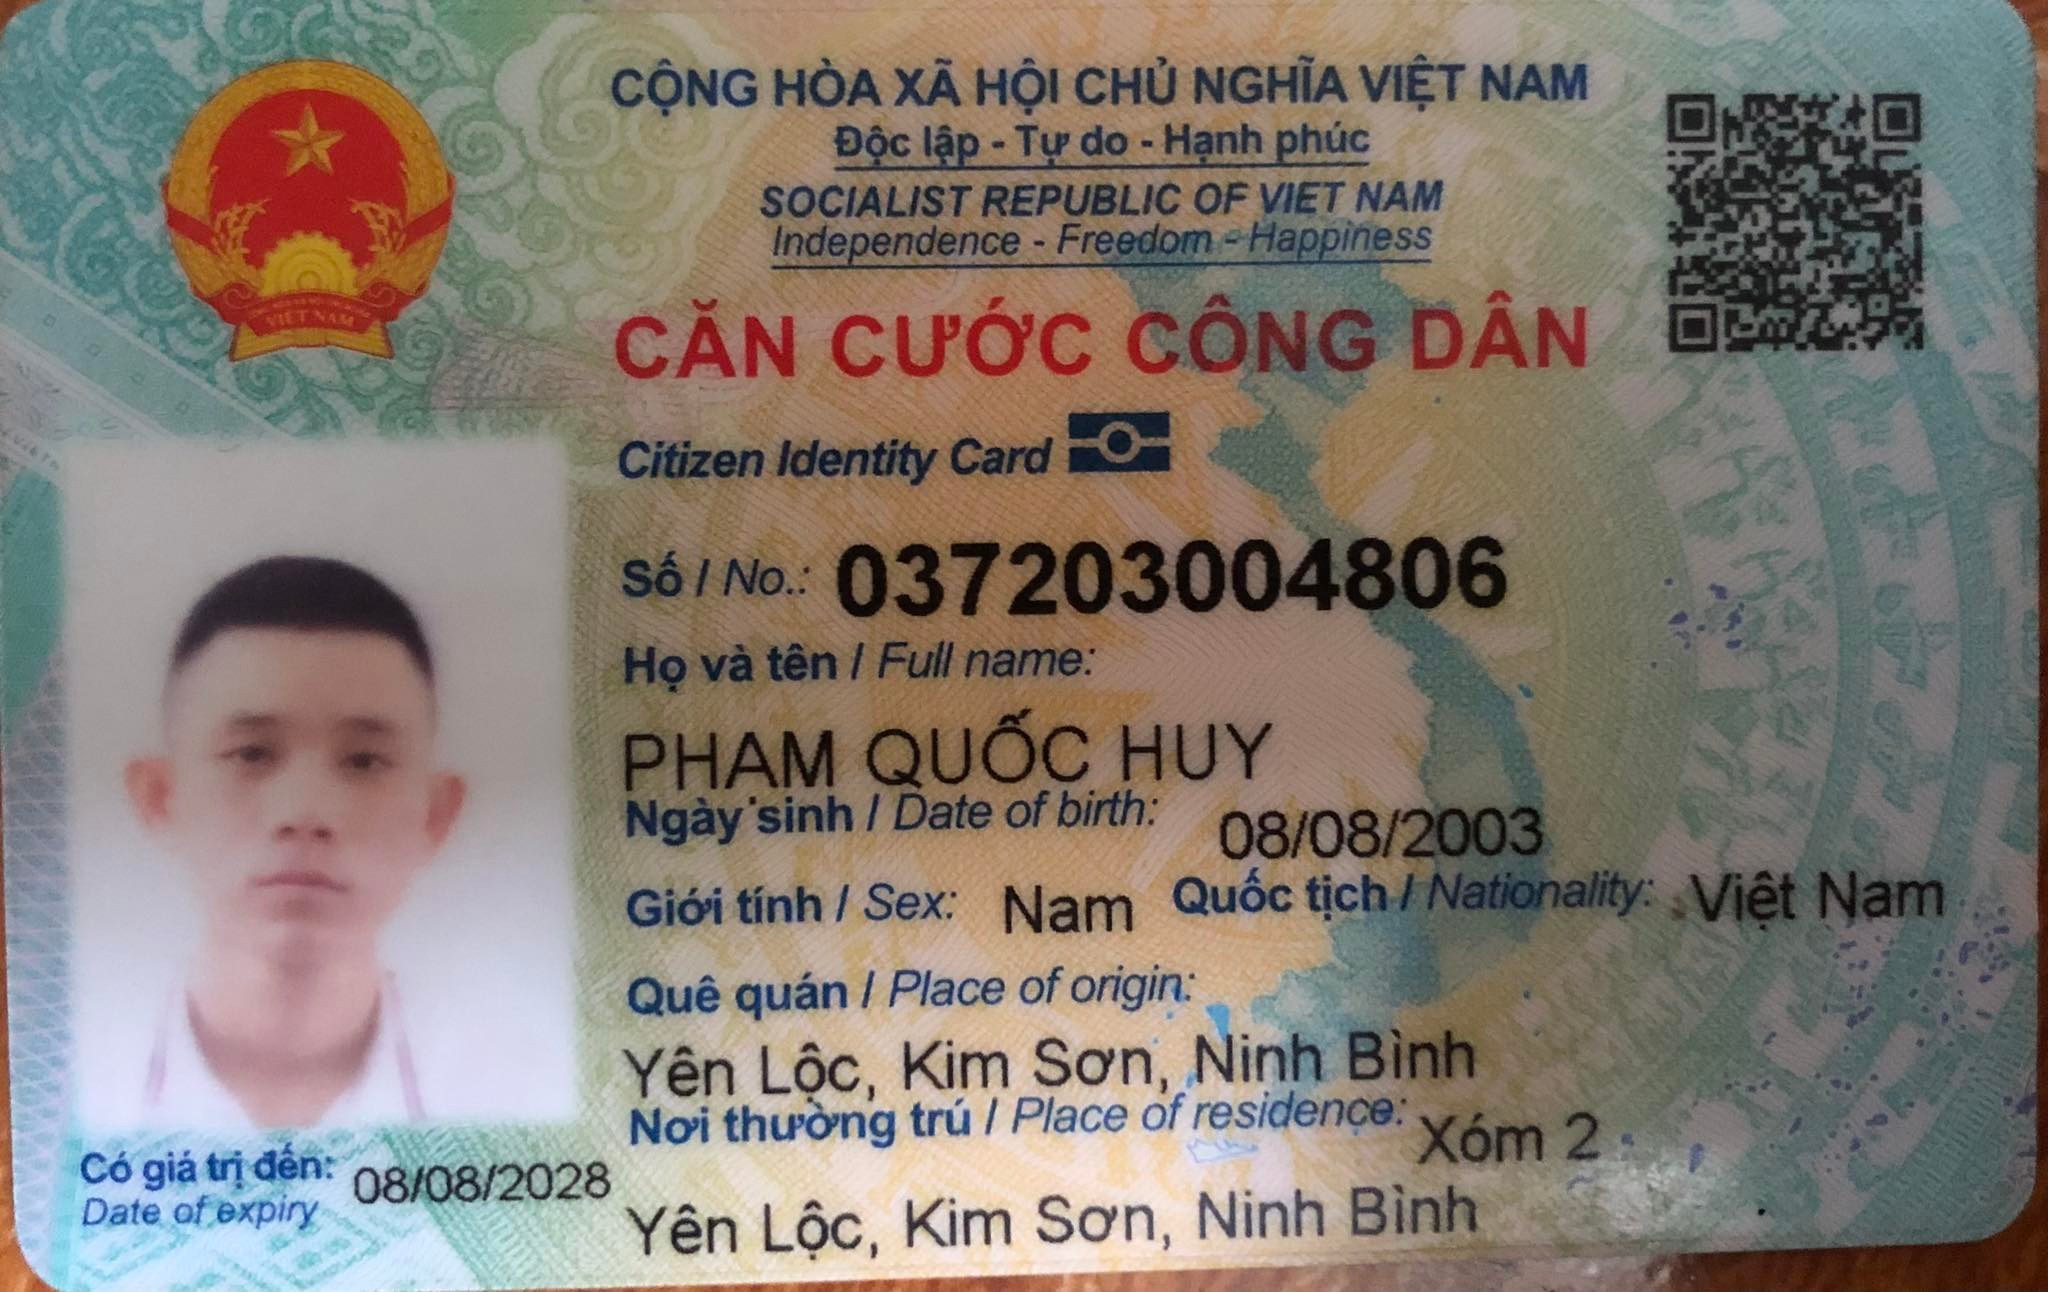 CỘNG HÒA XÃ HỘI CHỦ NGHĨA VIỆT NAM
Độc lập - Tự do - Hạnh phúc
SOCIALIST REPUBLIC OF VIET NAM
Independence - Freedom - Happiness
VIỆT NAM
CĂN CƯỚC CÔNG DÂN
Citizen Identity Card
Số / No.: 037203004806
Họ và tên / Full name:
PHẠM QUỐC HUY
Ngày sinh / Date of birth: 08/08/2003
Giới tính / Sex: Nam Quốc tịch / Nationality: Việt Nam
Quê quán / Place of origin:
Yên Lộc, Kim Sơn, Ninh Bình
Nơi thường trú / Place of residence: Xóm 2
Yên Lộc, Kim Sơn, Ninh Bình
Có giá trị đến: 08/08/2028
Date of expiry